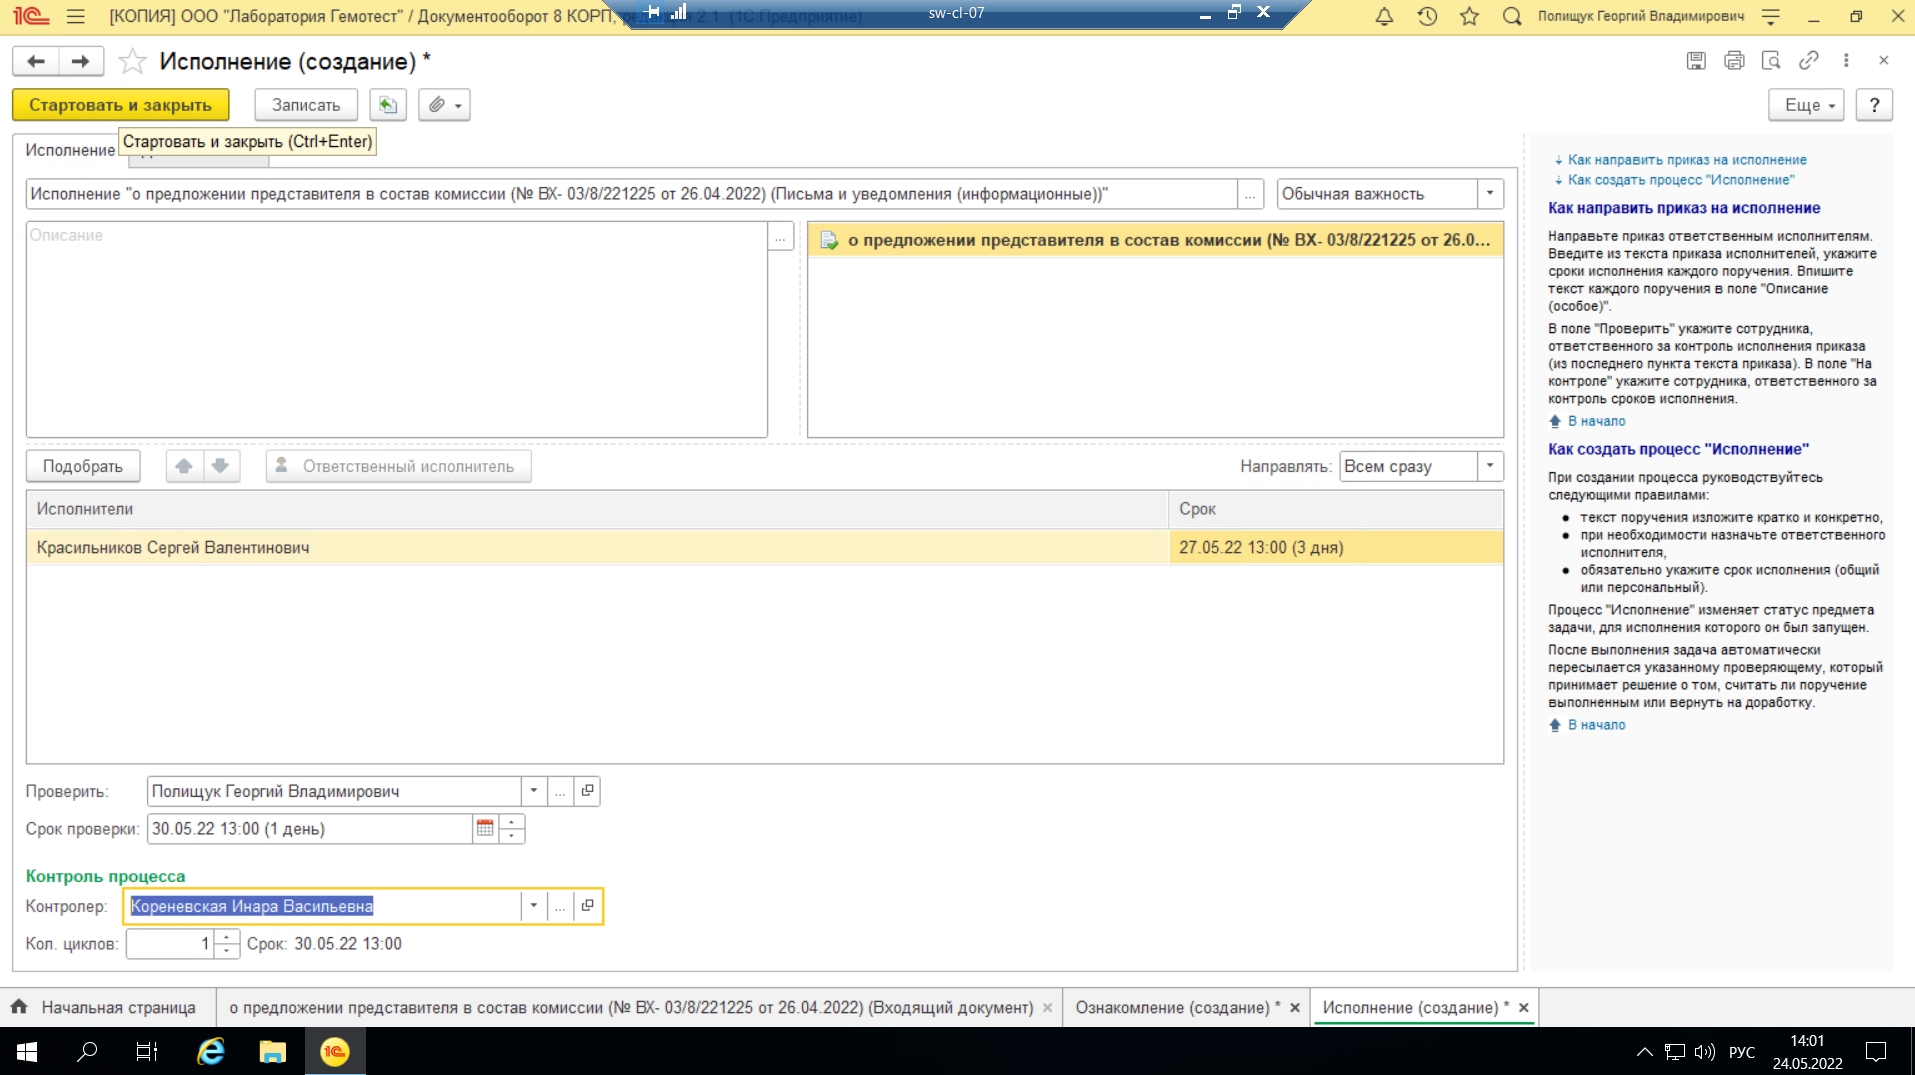 [КОПИЯ] ООО "Лаборатория Гемотест" / Документооборот 8 КОРП, редакция 2.1 (1С:Предприятие)
sw-cl-07
Полищук Георгий Владимирович
Исполнение (создание) *
Стартовать и закрыть
Записать
Еще
?
Исполнение
Стартовать и закрыть (Ctrl+Enter)
Исполнение "о предложении представителя в состав комиссии (№ ВХ- 03/8/221225 от 26.04.2022) (Письма и уведомления (информационные))"
...
Обычная важность
Описание
...
о предложении представителя в состав комиссии (№ ВХ- 03/8/221225 от 26.0...
Подобрать
Ответственный исполнитель
Направлять:
Всем сразу
Исполнители
Срок
Красильников Сергей Валентинович
27.05.22 13:00 (3 дня)
Проверить:
Полищук Георгий Владимирович
...
Срок проверки:
30.05.22 13:00 (1 день)
Контроль процесса
Контролер:
Кореневская Инара Васильевна
...
Кол. циклов:
1
Срок: 30.05.22 13:00
Как направить приказ на исполнение
Как создать процесс "Исполнение"
Как направить приказ на исполнение
Направьте приказ ответственным исполнителям.
Введите из текста приказа исполнителей, укажите
сроки исполнения каждого поручения. Впишите
текст каждого поручения в поле "Описание
(особое)".
В поле "Проверить" укажите сотрудника,
ответственного за контроль исполнения приказа
(из последнего пункта текста приказа). В поле "На
контроле" укажите сотрудника, ответственного за
контроль сроков исполнения.
В начало
Как создать процесс "Исполнение"
При создании процесса руководствуйтесь
следующими правилами:
● текст поручения изложите кратко и конкретно,
● при необходимости назначьте ответственного
исполнителя,
● обязательно укажите срок исполнения (общий
или персональный).
Процесс "Исполнение" изменяет статус предмета
задачи, для исполнения которого он был запущен.
После выполнения задача автоматически
пересылается указанному проверяющему, который
принимает решение о том, считать ли поручение
выполненным или вернуть на доработку.
В начало
Начальная страница
о предложении представителя в состав комиссии (№ ВХ- 03/8/221225 от 26.04.2022) (Входящий документ)
Ознакомление (создание) *
Исполнение (создание) *
РУС
14:01
24.05.2022